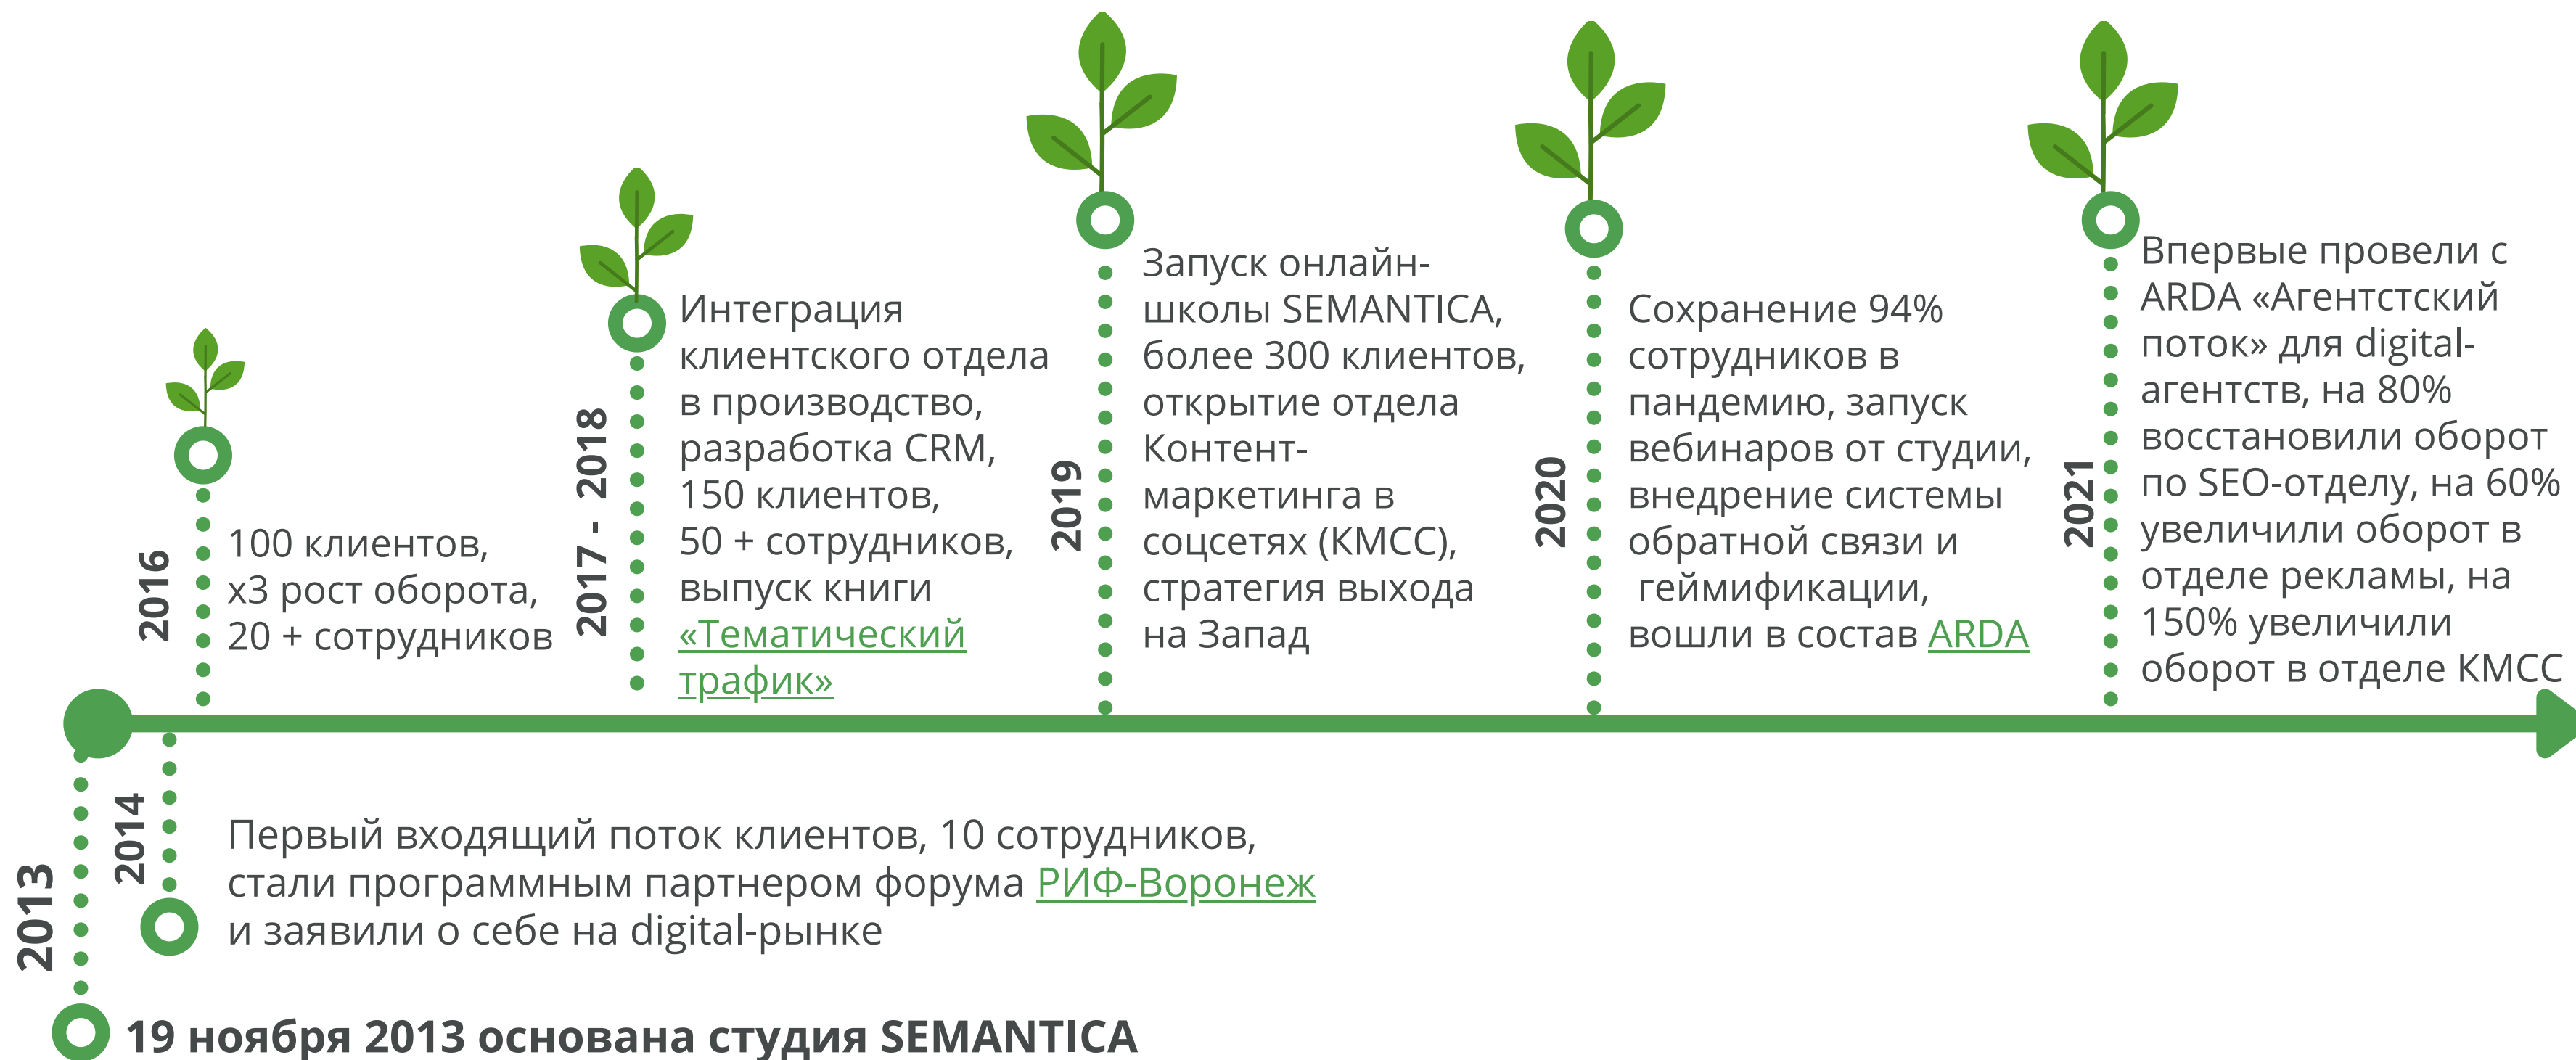 2016
100 клиентов,
х3 рост оборота,
20 + сотрудников
2017 - 2018
Интеграция
клиентского отдела
в производство,
разработка CRM,
150 клиентов,
50 + сотрудников,
выпуск книги
«Тематический
трафик»
2019
Запуск онлайн-
школы SEMANTICA,
более 300 клиентов,
открытие отдела
Контент-
маркетинга в
соцсетях (КМСС),
стратегия выхода
на Запад
2020
Сохранение 94%
сотрудников в
пандемию, запуск
вебинаров от студии,
внедрение системы
обратной связи и
геймификации,
вошли в состав ARDA
2021
Впервые провели с
ARDA «Агентстский
поток» для digital-
агентств, на 80%
восстановили оборот
по SEO-отделу, на 60%
увеличили оборот в
отделе рекламы, на
150% увеличили
оборот в отделе КМСС
2014
Первый входящий поток клиентов, 10 сотрудников,
стали программным партнером форума РИФ-Воронеж
и заявили о себе на digital-рынке
2013
19 ноября 2013 основана студия SEMANTICA